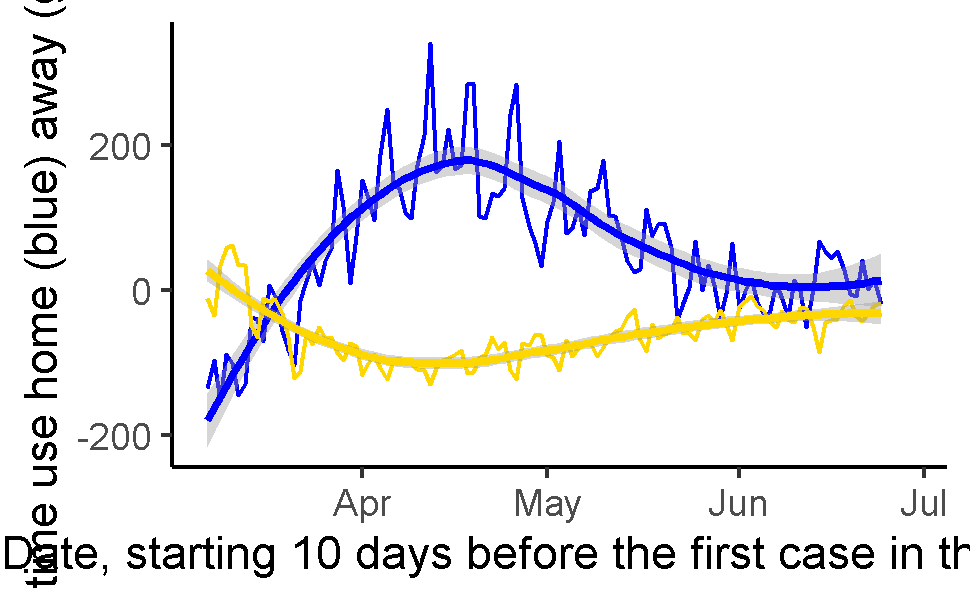 time use home (blue) away (
200
0
-200
Apr May Jun Jul
Date, starting 10 days before the first case in th